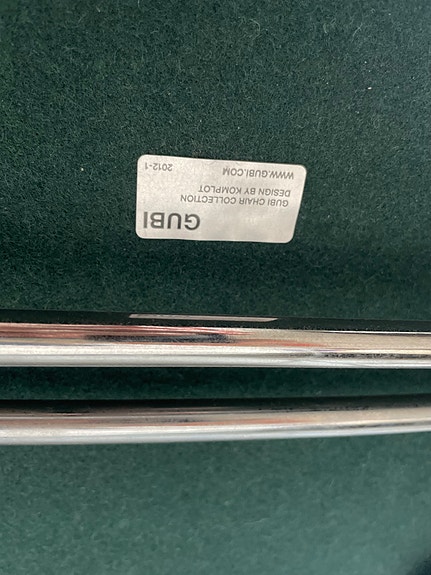 GUBI
GUBI CHAIR COLLECTION
DESIGN BY KOMPLOT
WWW.GUBI.COM 2012-1